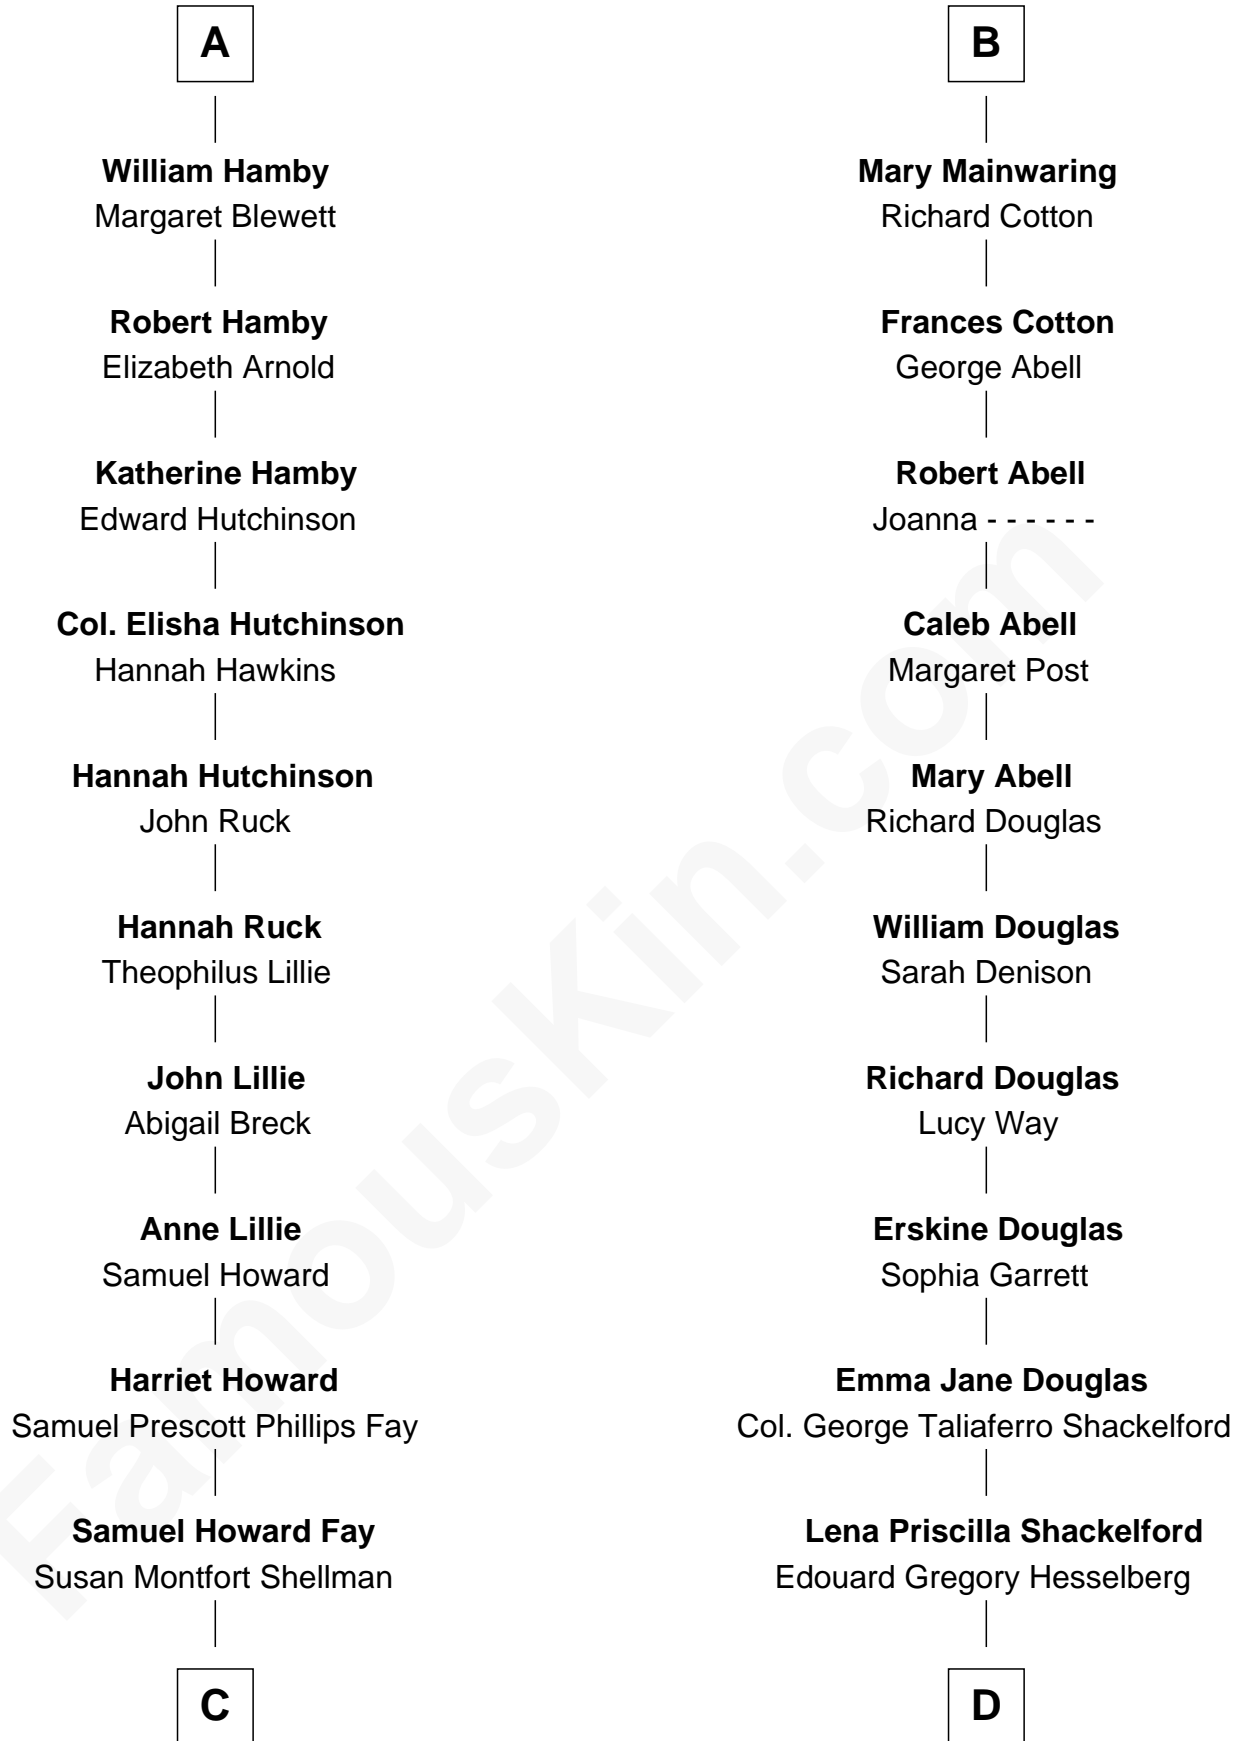 A
William Hamby
Margaret Blewett
Robert Hamby
Elizabeth Arnold
Katherine Hamby
Edward Hutchinson
Col. Elisha Hutchinson
Hannah Hawkins
Hannah Hutchinson
John Ruck
Hannah Ruck
Theophilus Lillie
John Lillie
Abigail Breck
Anne Lillie
Samuel Howard
Harriet Howard
Samuel Prescott Phillips Fay
Samuel Howard Fay
Susan Montfort Shellman
C
B
Mary Mainwaring
Richard Cotton
Frances Cotton
George Abell
Robert Abell
Joanna - - - - - -
Caleb Abell
Margaret Post
Mary Abell
Richard Douglas
William Douglas
Sarah Denison
Richard Douglas
Lucy Way
Erskine Douglas
Sophia Garrett
Emma Jane Douglas
Col. George Taliaferro Shackelford
Lena Priscilla Shackelford
Edouard Gregory Hesselberg
D
FamousKin.com